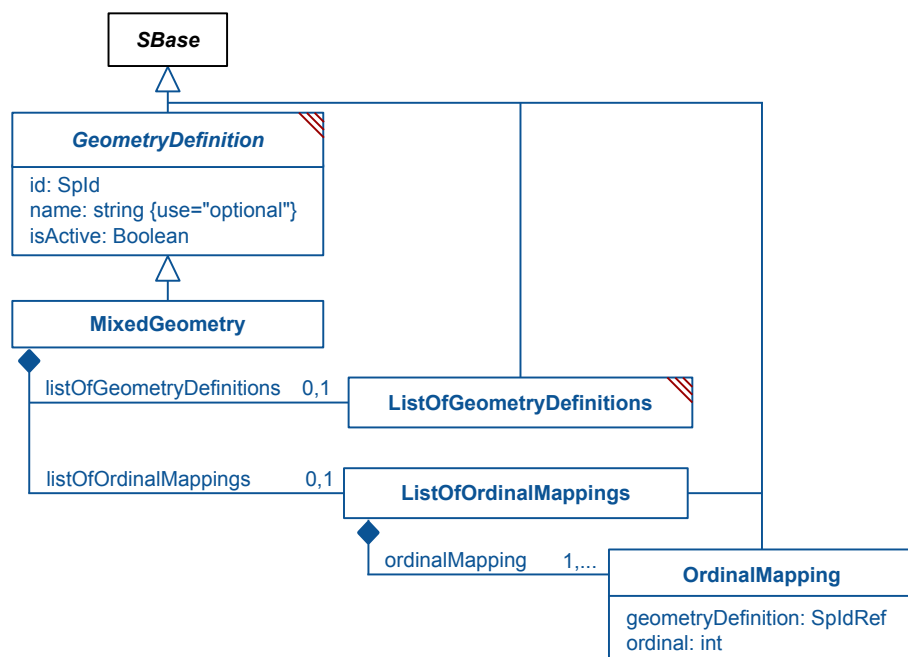 SBase
GeometryDefinition
id: SpId
name: string {use="optional"}
isActive: Boolean
MixedGeometry
listOfGeometryDefinitions 0,1
ListOfGeometryDefinitions
listOfOrdinalMappings 0,1
ListOfOrdinalMappings
ordinalMapping 1,...
OrdinalMapping
geometryDefinition: SpIdRef
ordinal: int